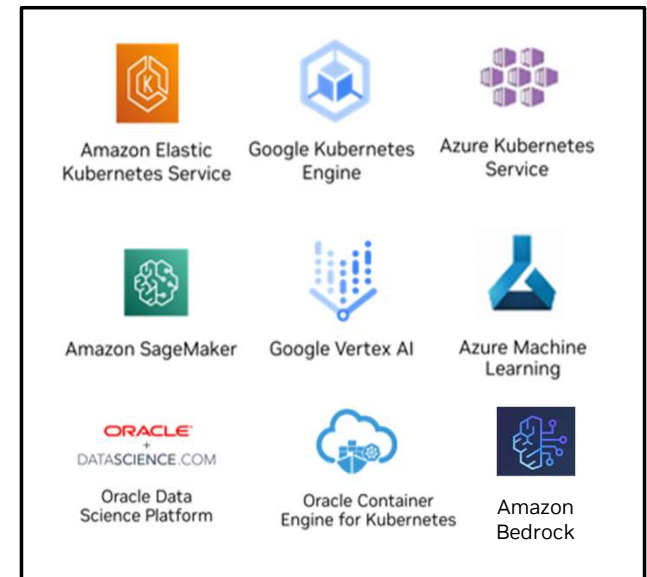 Amazon Elastic
Kubernetes Service
Google Kubernetes
Engine
Azure Kubernetes
Service
Amazon SageMaker
Google Vertex AI
Azure Machine
Learning
ORACLE
+
DATASCIENCE.COM
Oracle Data
Science Platform
Oracle Container
Engine for Kubernetes
Amazon
Bedrock